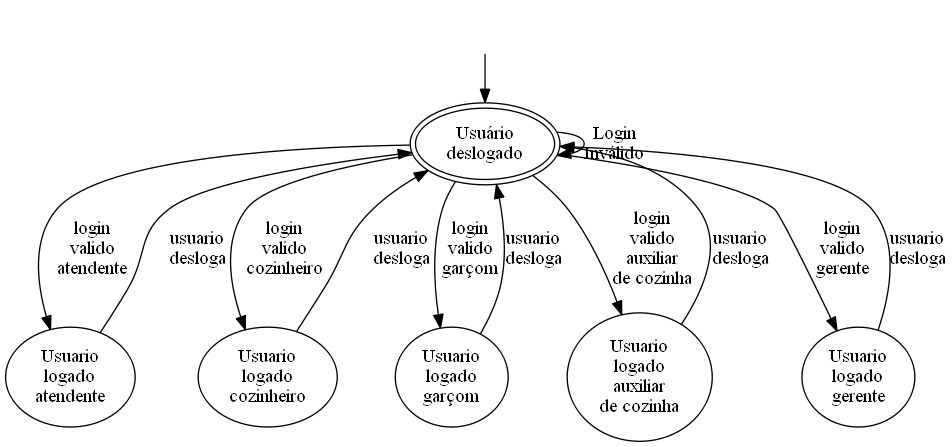 Usuário
deslogado
Login
inválido
login
valido
atendente
usuario
desloga
login
valido
cozinheiro
usuario
desloga
login
valido
garçom
usuario
desloga
login
valido
auxiliar
de cozinha
usuario
desloga
login
valido
gerente
usuario
desloga
Usuario
logado
atendente
Usuario
logado
cozinheiro
Usuario
logado
garçom
Usuario
logado
auxiliar
de cozinha
Usuario
logado
gerente